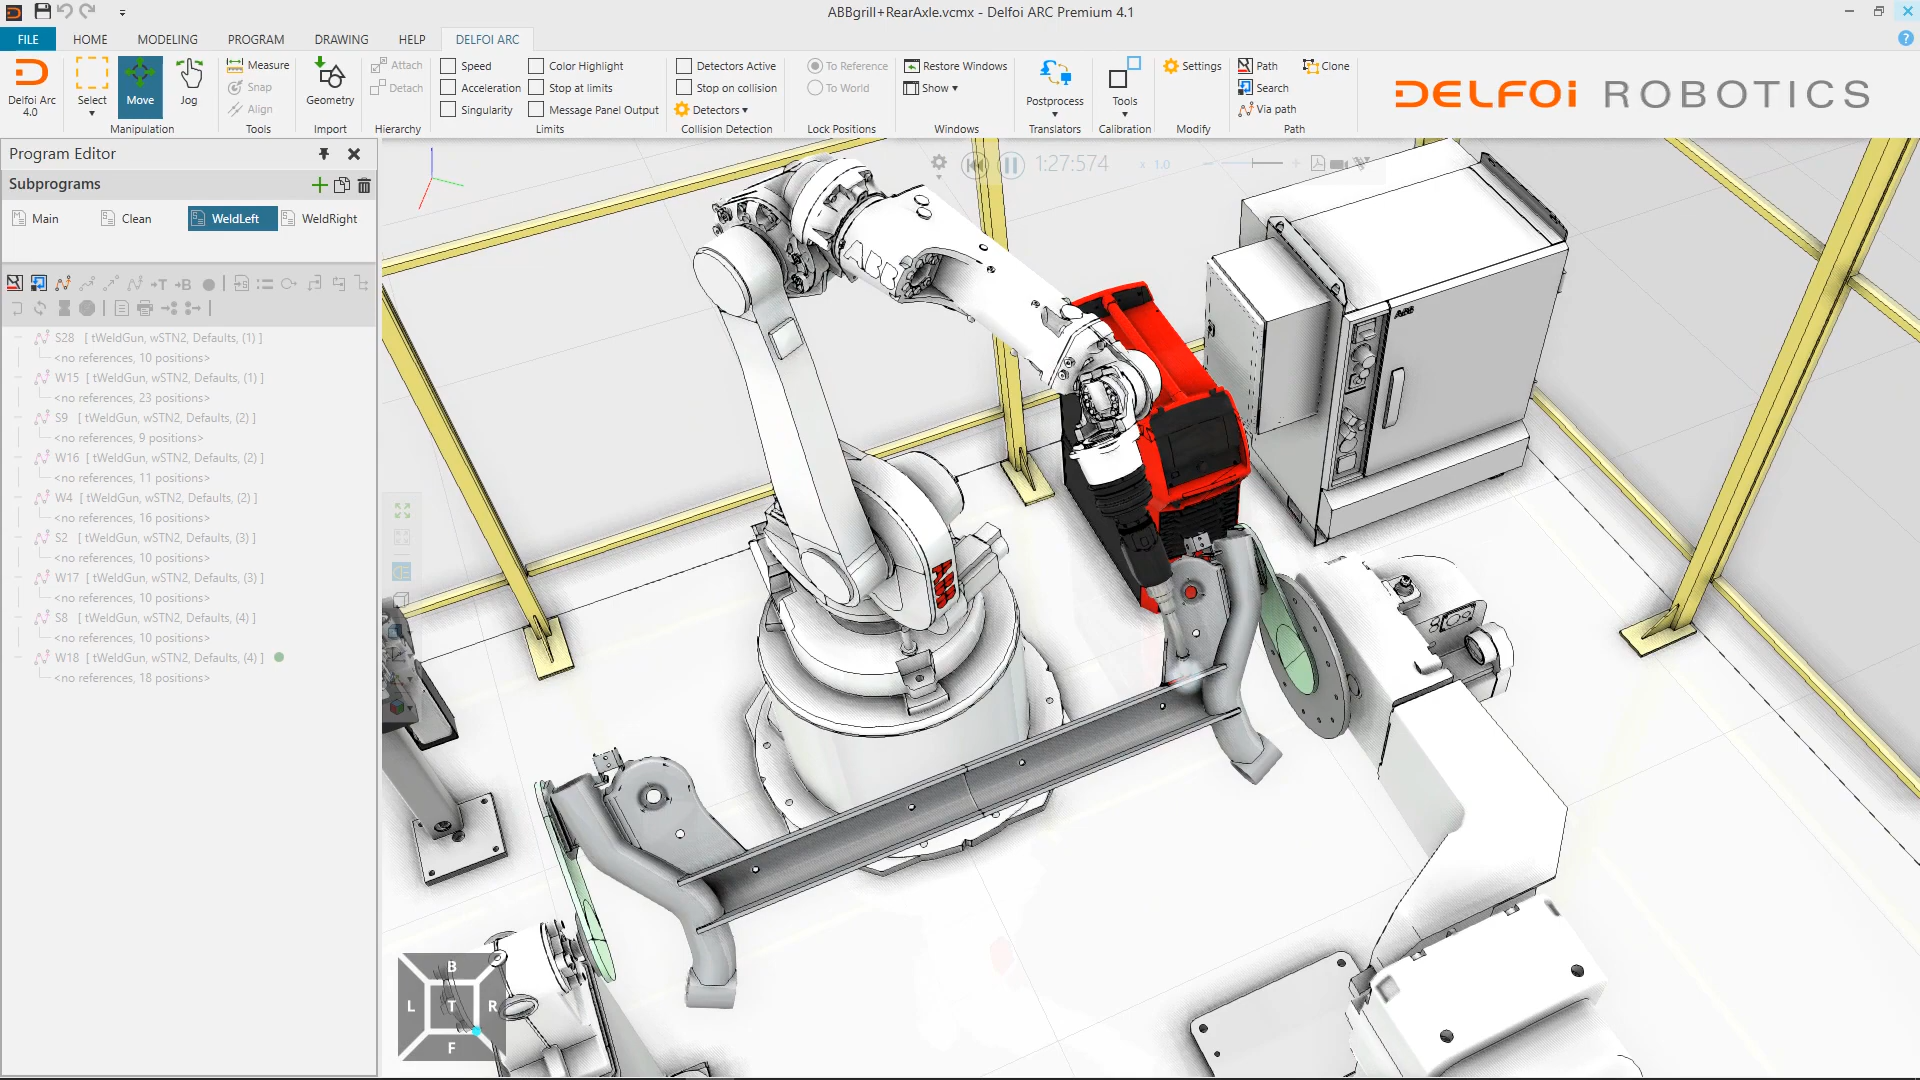 ABBgrill+RearAxle.vcmx - Delfoi ARC Premium 4.1
FILE HOME MODELING PROGRAM DRAWING HELP DELFOI ARC
Delfoi Arc 4.0
Select
Move
Jog
Manipulation
Measure
Snap
Align
Tools
Geometry
Import
Attach
Detach
Hierarchy
Speed
Acceleration
Singularity
Color Highlight
Stop at limits
Message Panel Output
Limits
Detectors Active
Stop on collision
Detectors
Collision Detection
To Reference
To World
Lock Positions
Restore Windows
Show
Windows
Postprocess
Translators
Tools
Calibration
Settings
Modify
Path
Search
Via path
Clone
Path
DELFOi ROBOTICS
Program Editor
Subprograms
Main Clean WeldLeft WeldRight
S28 [ tWeldGun, wSTN2, Defaults, (1) ]
<no references, 10 positions>
W15 [ tWeldGun, wSTN2, Defaults, (1) ]
<no references, 23 positions>
S9 [ tWeldGun, wSTN2, Defaults, (2) ]
<no references, 9 positions>
W16 [ tWeldGun, wSTN2, Defaults, (2) ]
<no references, 11 positions>
W4 [ tWeldGun, wSTN2, Defaults, (2) ]
<no references, 16 positions>
S2 [ tWeldGun, wSTN2, Defaults, (3) ]
<no references, 10 positions>
W17 [ tWeldGun, wSTN2, Defaults, (3) ]
<no references, 10 positions>
S8 [ tWeldGun, wSTN2, Defaults, (4) ]
<no references, 10 positions>
W18 [ tWeldGun, wSTN2, Defaults, (4) ]
<no references, 18 positions>
1:27:574 x 1.0
ABB
ABB
ABB
B
L T R
F